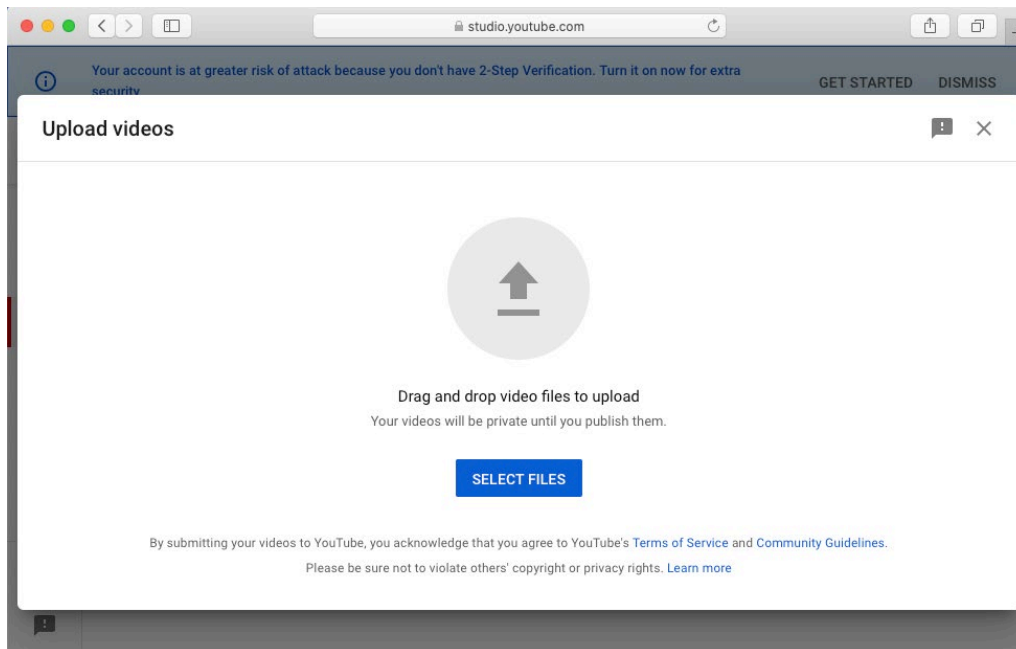 studio.youtube.com
Your account is at greater risk of attack because you don't have 2-Step Verification. Turn it on now for extra
security
GET STARTED DISMISS
Upload videos
Drag and drop video files to upload
Your videos will be private until you publish them.
SELECT FILES
By submitting your videos to YouTube, you acknowledge that you agree to YouTube's Terms of Service and Community Guidelines.
Please be sure not to violate others' copyright or privacy rights. Learn more